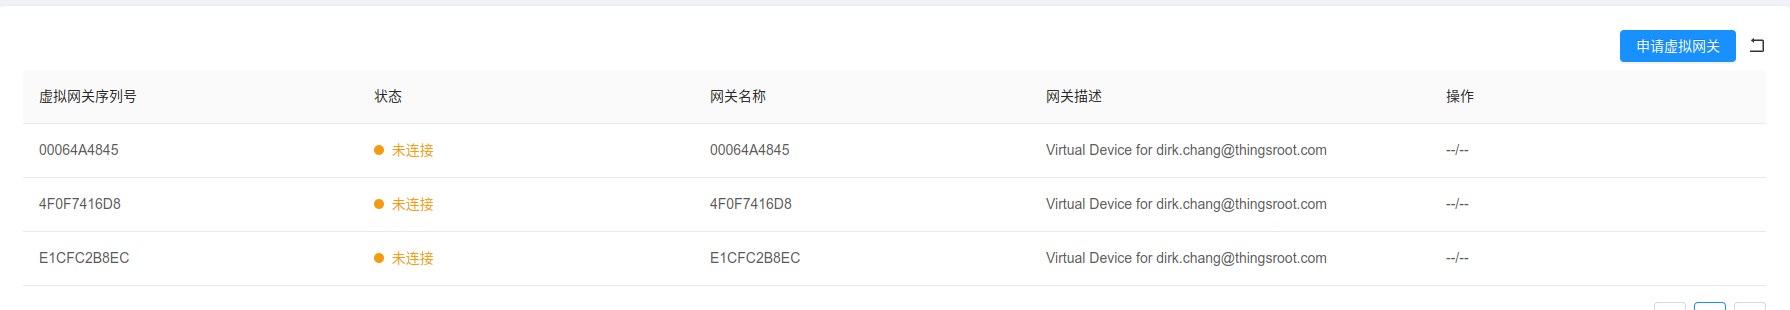 申请虚拟网关
虚拟网关序列号 状态 网关名称 网关描述 操作
00064A4845 未连接 00064A4845 Virtual Device for dirk.chang@thingsroot.com --/--
4F0F7416D8 未连接 4F0F7416D8 Virtual Device for dirk.chang@thingsroot.com --/--
E1CFC2B8EC 未连接 E1CFC2B8EC Virtual Device for dirk.chang@thingsroot.com --/--